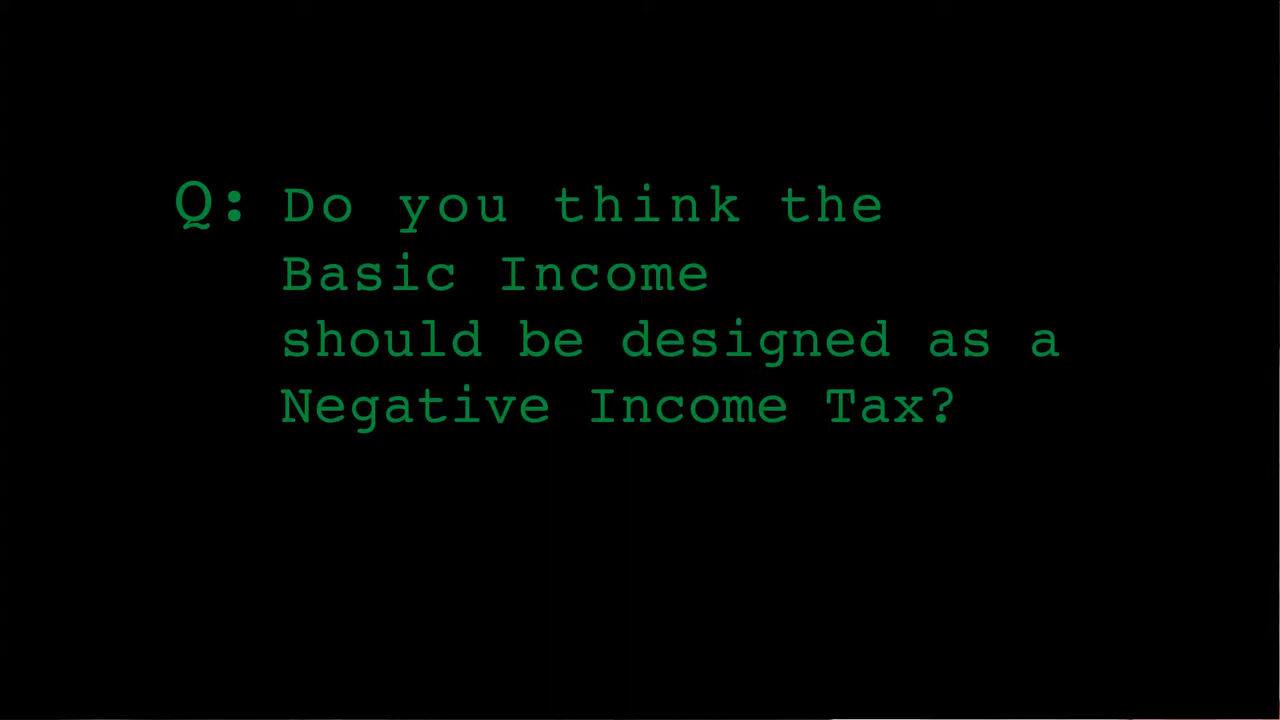 Q: Do you think the
Basic Income
should be designed as a
Negative Income Tax?